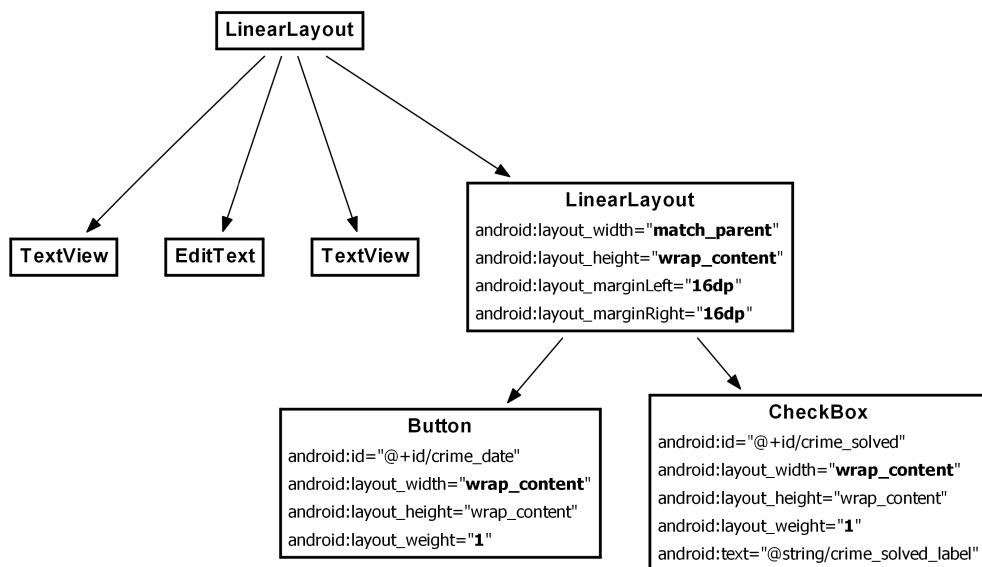 LinearLayout
TextView
EditText
TextView
LinearLayout
android:layout_width="match_parent"
android:layout_height="wrap_content"
android:layout_marginLeft="16dp"
android:layout_marginRight="16dp"
Button
android:id="@+id/crime_date"
android:layout_width="wrap_content"
android:layout_height="wrap_content"
android:layout_weight="1"
CheckBox
android:id="@+id/crime_solved"
android:layout_width="wrap_content"
android:layout_height="wrap_content"
android:layout_weight="1"
android:text="@string/crime_solved_label"